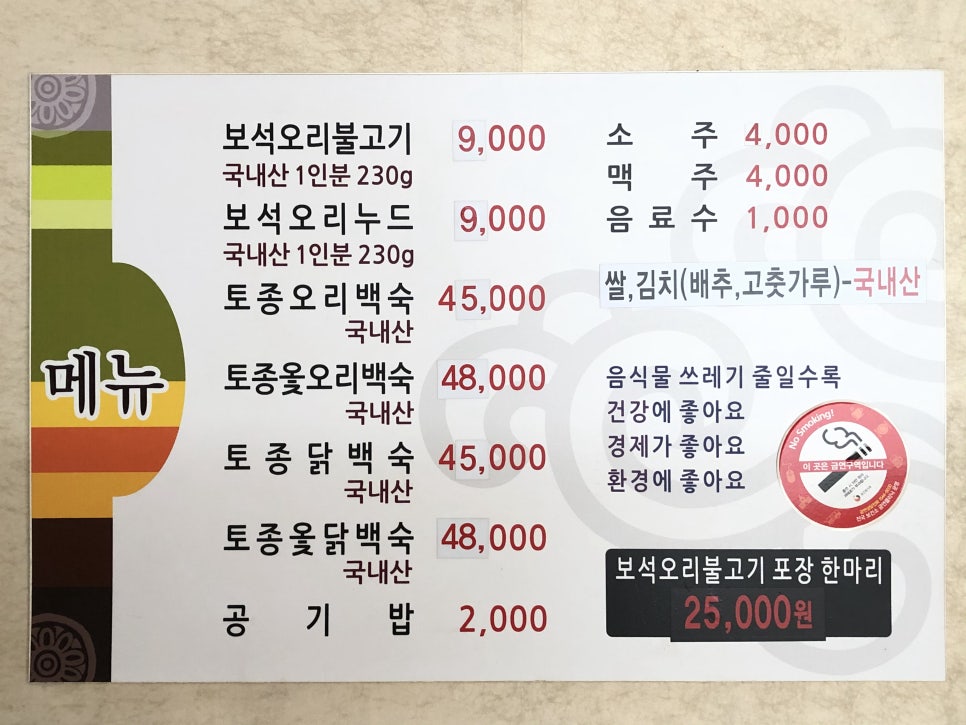 메뉴
보석오리불고기 9,000
국내산 1인분 230g
보석오리누드 9,000
국내산 1인분 230g
토종오리백숙 45,000
국내산
토종옻오리백숙 48,000
국내산
토종닭백숙 45,000
국내산
토종옻닭백숙 48,000
국내산
공기밥 2,000
소주 4,000
맥주 4,000
음료수 1,000
쌀,김치(배추,고춧가루)-국내산
음식물 쓰레기 줄일수록
건강에 좋아요
경제가 좋아요
환경에 좋아요
No Smoking!
이 곳은 금연구역입니다
보석오리불고기 포장 한마리
25,000원